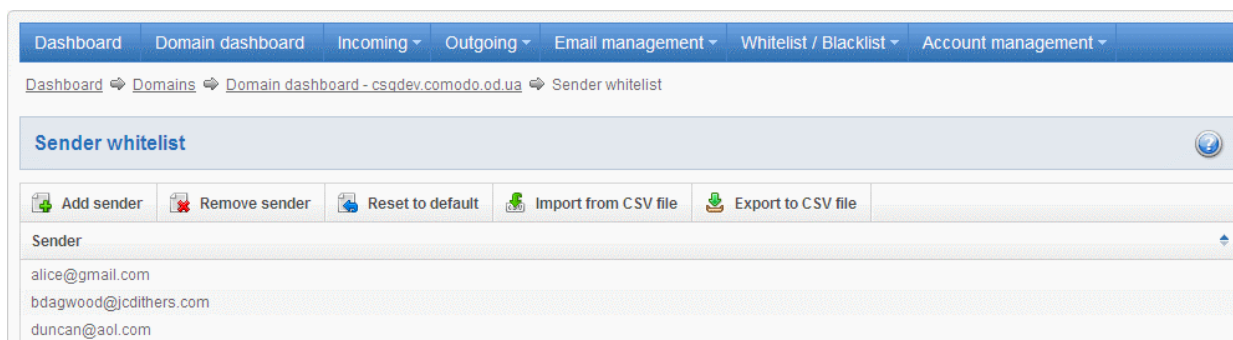 Dashboard Domain dashboard Incoming Outgoing Email management Whitelist / Blacklist Account management
Dashboard Domains Domain dashboard - csgdev.comodo.od.ua Sender whitelist
Sender whitelist
Add sender Remove sender Reset to default Import from CSV file Export to CSV file
Sender
alice@gmail.com
bdagwood@jcdithers.com
duncan@aol.com